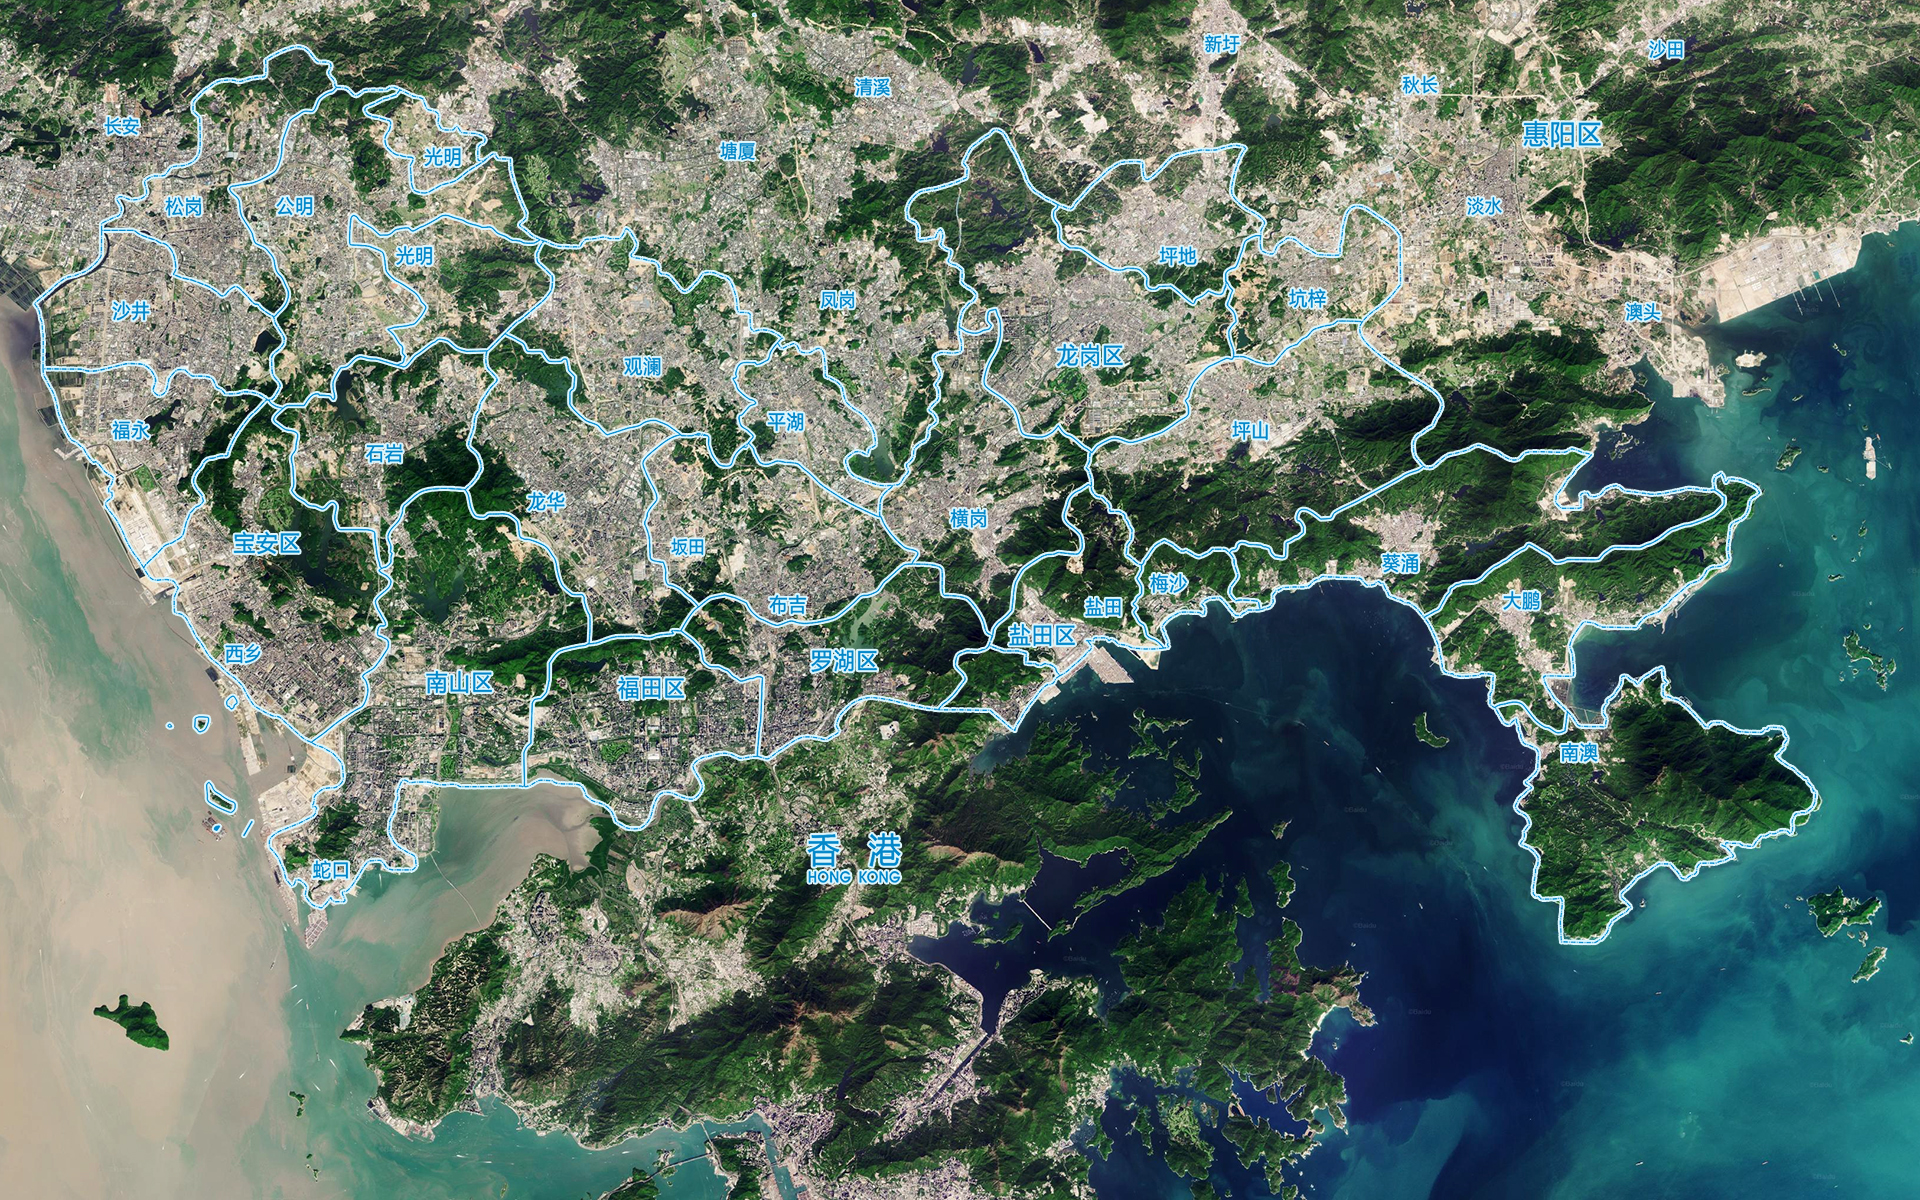 新圩
沙田
清溪
秋长
长安
惠阳区
塘厦
光明
松岗
公明
淡水
光明
坪地
沙井
凤岗
坑梓
澳头
龙岗区
观澜
平湖
福永
坪山
石岩
龙华
横岗
宝安区
坂田
葵涌
梅沙
布吉
盐田
大鹏
盐田区
西乡
罗湖区
南山区
福田区
南澳
香 港
HONG KONG
蛇口